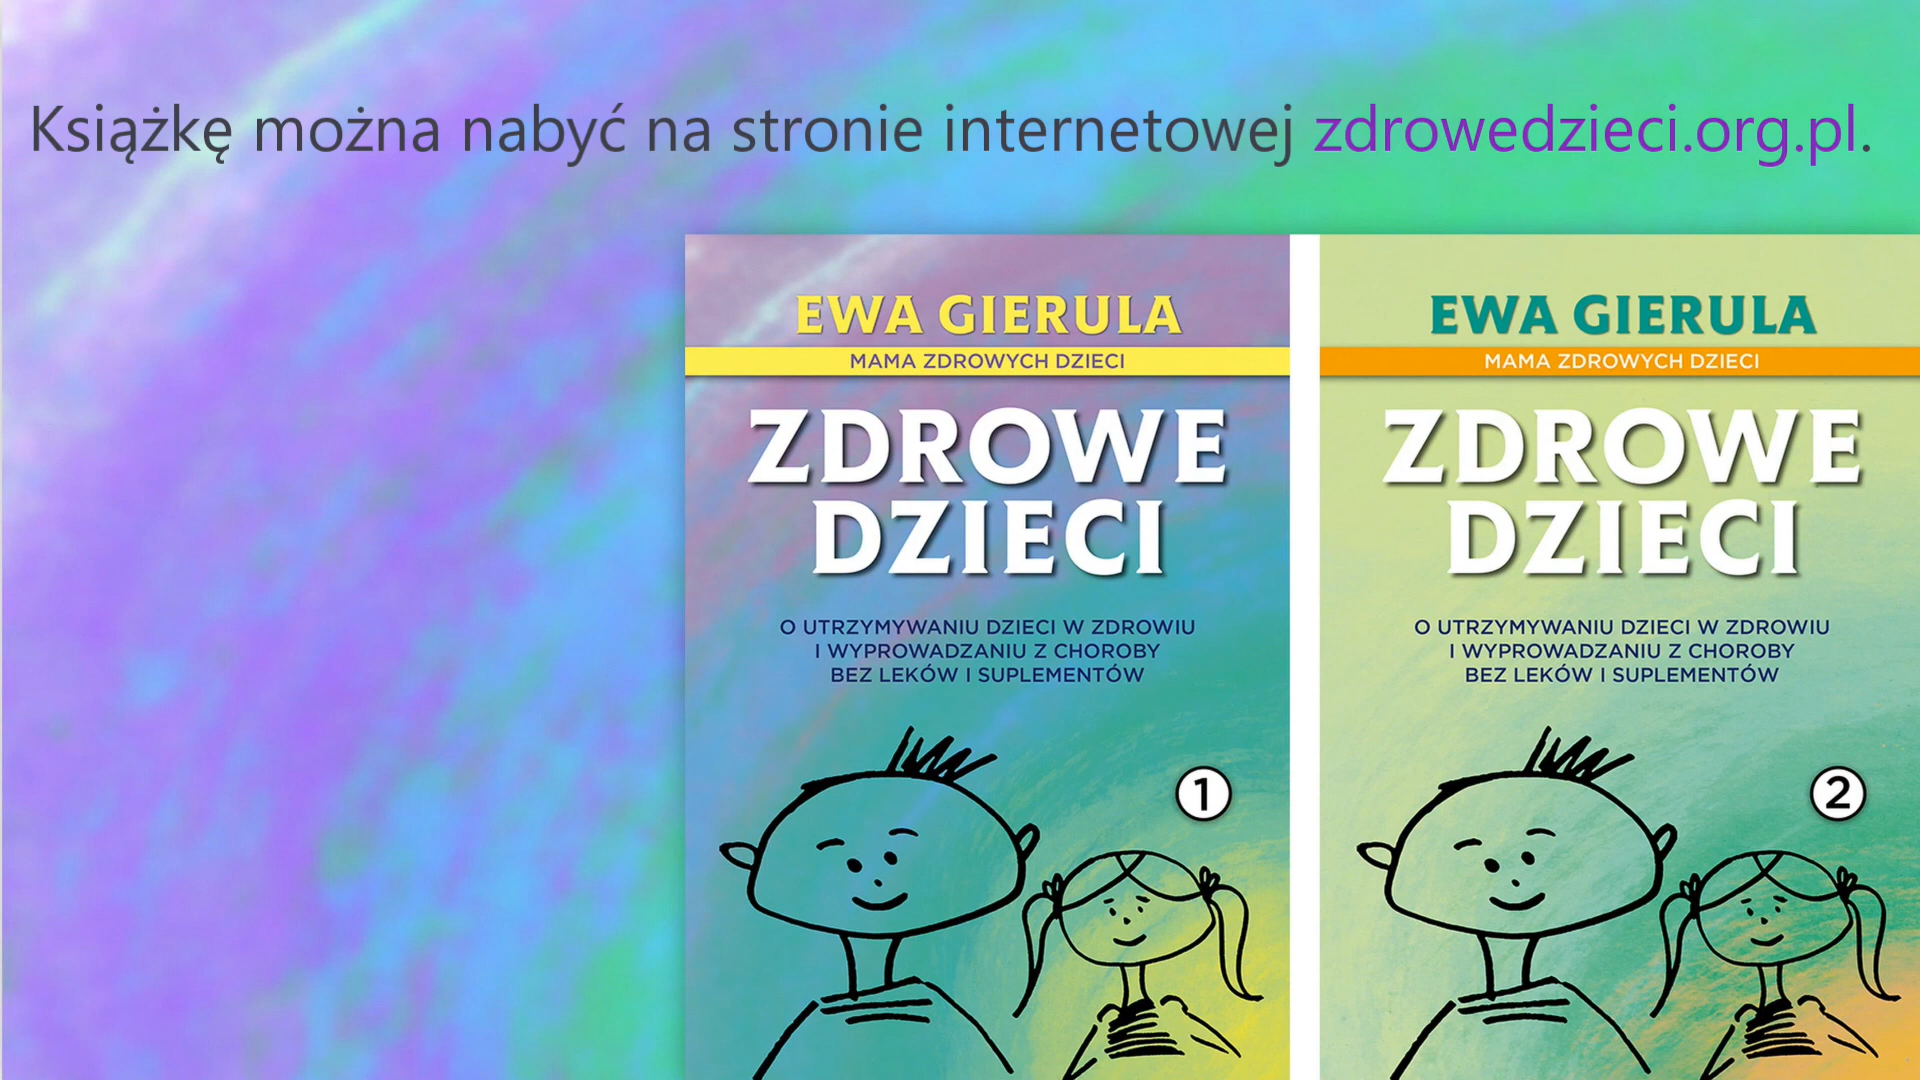 Książkę można nabyć na stronie internetowej zdrowedzieci.org.pl.
EWA GIERULA
MAMA ZDROWYCH DZIECI
ZDROWE
DZIECI
O UTRZYMYWANIU DZIECI W ZDROWIU
I WYPROWADZANIU Z CHOROBY
BEZ LEKÓW I SUPLEMENTÓW
1
EWA GIERULA
MAMA ZDROWYCH DZIECI
ZDROWE
DZIECI
O UTRZYMYWANIU DZIECI W ZDROWIU
I WYPROWADZANIU Z CHOROBY
BEZ LEKÓW I SUPLEMENTÓW
2